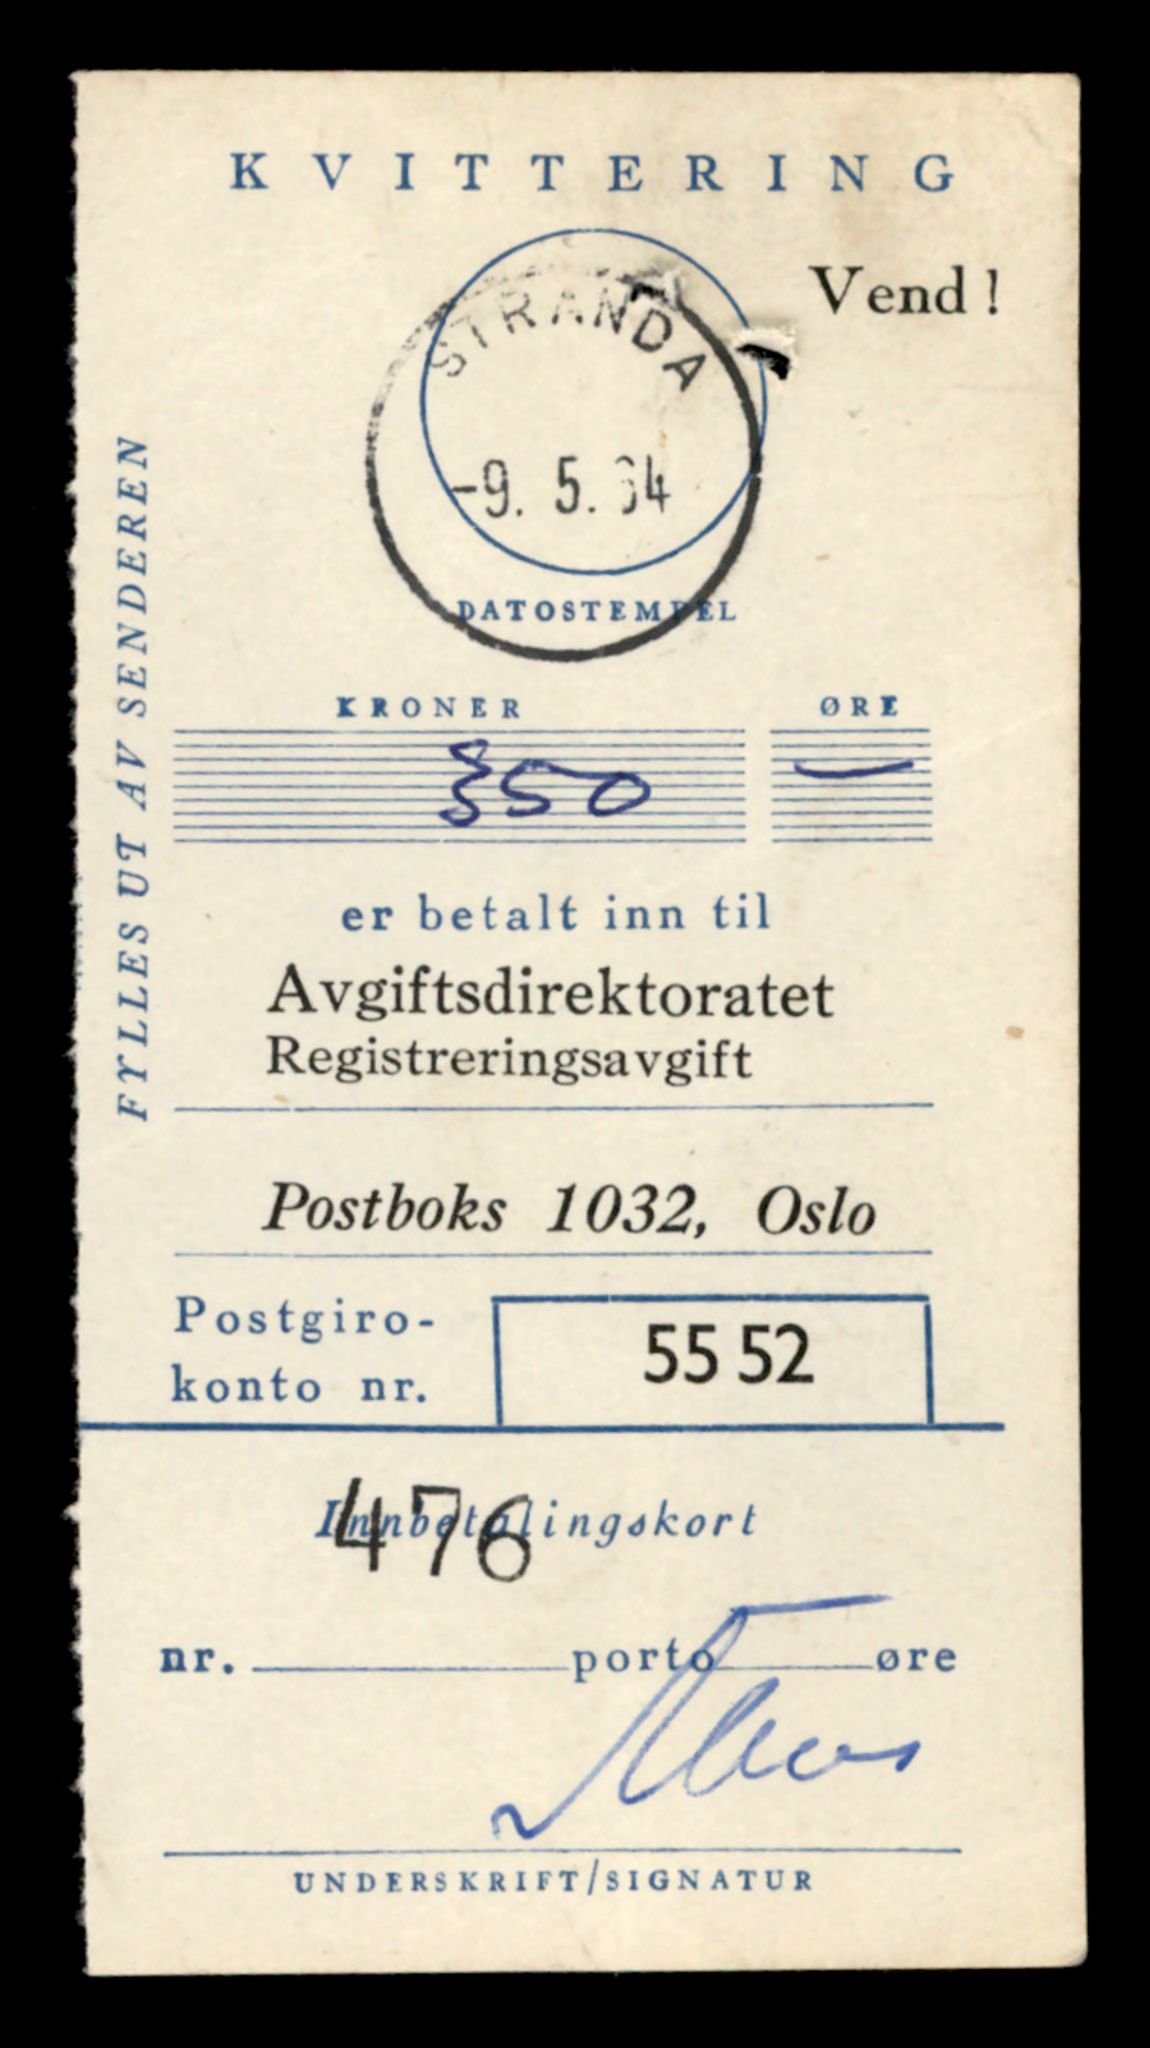 KVITTERING
Vend!
STRANDA
-9. 5. 64
DATOSTEMPEL
FYLLES UT AV SENDEREN
KRONER ØRE
350 —
er betalt inn til
Avgiftsdirektoratet
Registreringsavgift
Postboks 1032, Oslo
Postgiro-
konto nr.
55 52
476
Innbetalingskort
nr. porto øre
UNDERSKRIFT/SIGNATUR